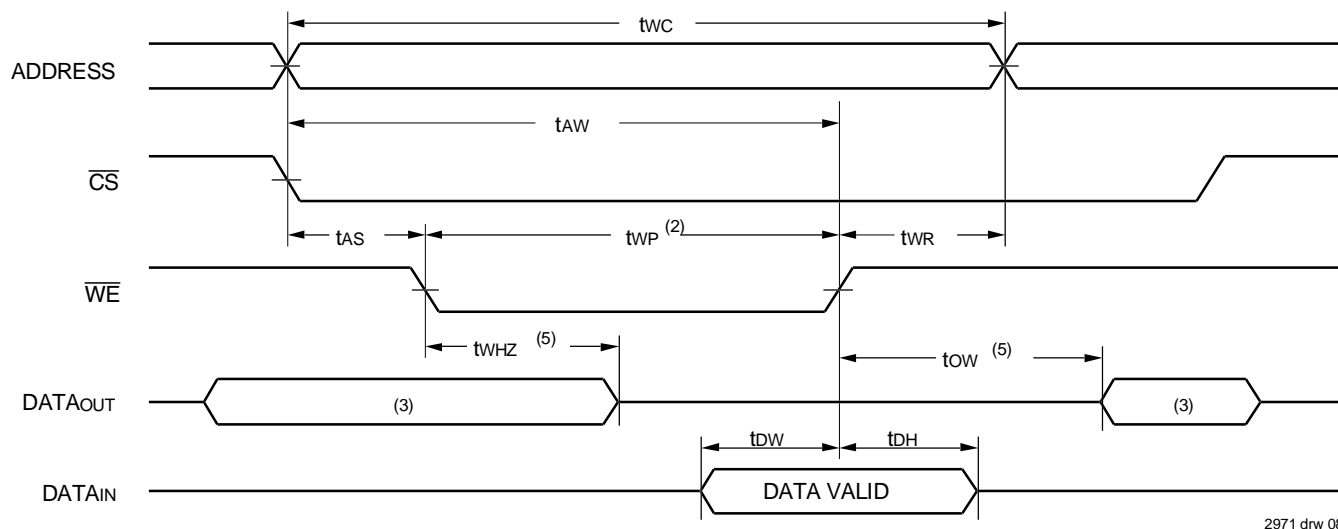 tWC
ADDRESS
tAW
CS
tAS
tWP (2)
tWR
WE
tWHZ (5)
tOW (5)
DATAOUT
(3)
(3)
tDW
tDH
DATAIN
DATA VALID
2971 drw 08